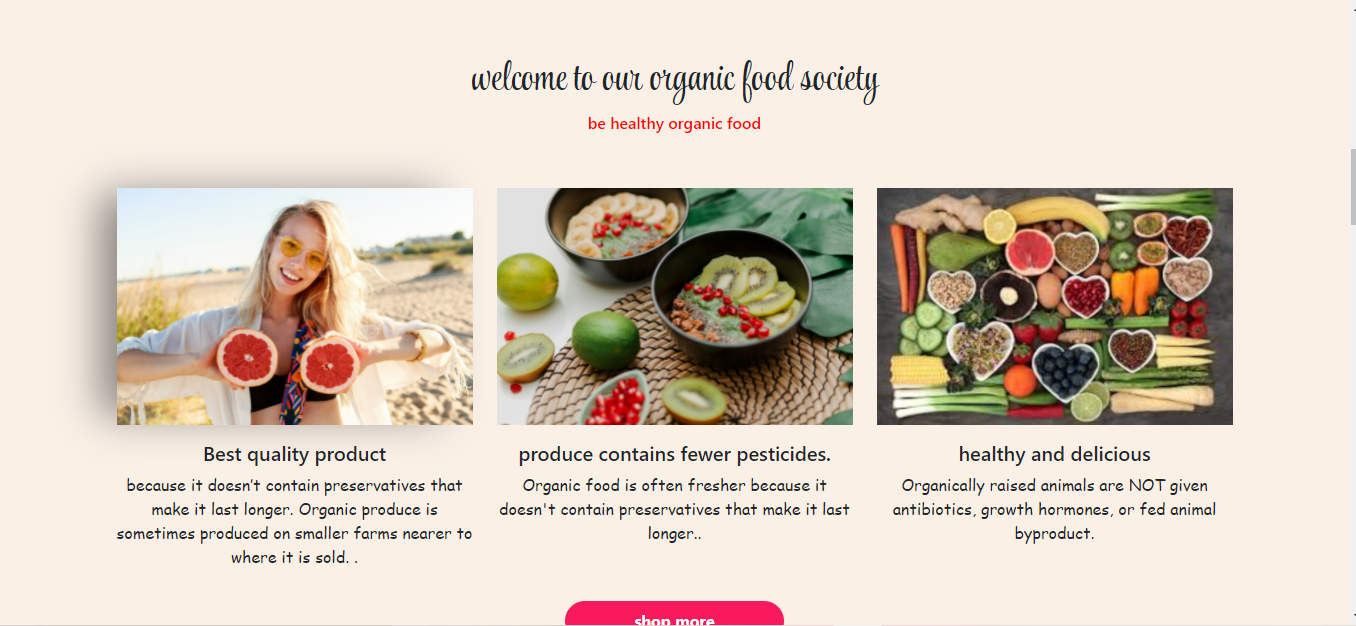 welcome to our organic food society
be healthy organic food
Best quality product
because it doesn’t contain preservatives that
make it last longer. Organic produce is
sometimes produced on smaller farms nearer to
where it is sold. .
produce contains fewer pesticides.
Organic food is often fresher because it
doesn't contain preservatives that make it last
longer..
healthy and delicious
Organically raised animals are NOT given
antibiotics, growth hormones, or fed animal
byproduct.
shop more